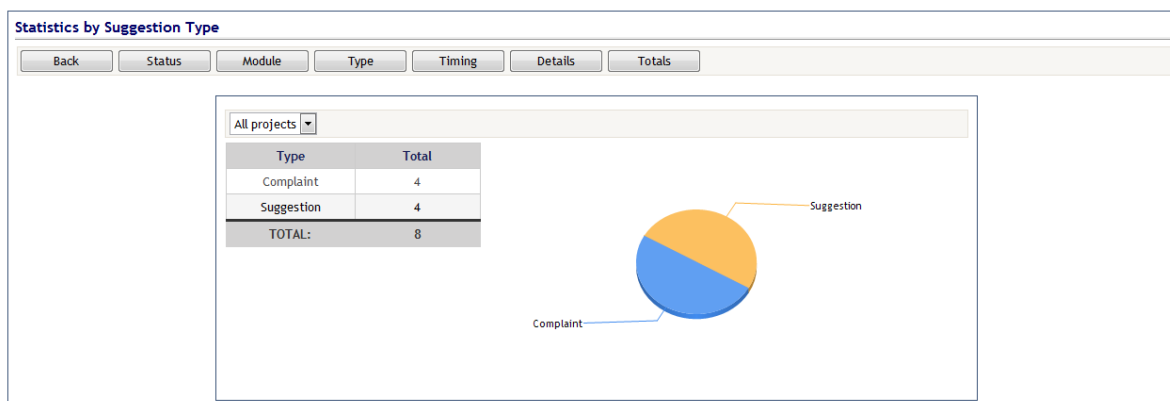 Statistics by Suggestion Type
Back Status Module Type Timing Details Totals
All projects
Type Total
Complaint 4
Suggestion 4
TOTAL: 8
Suggestion
Complaint